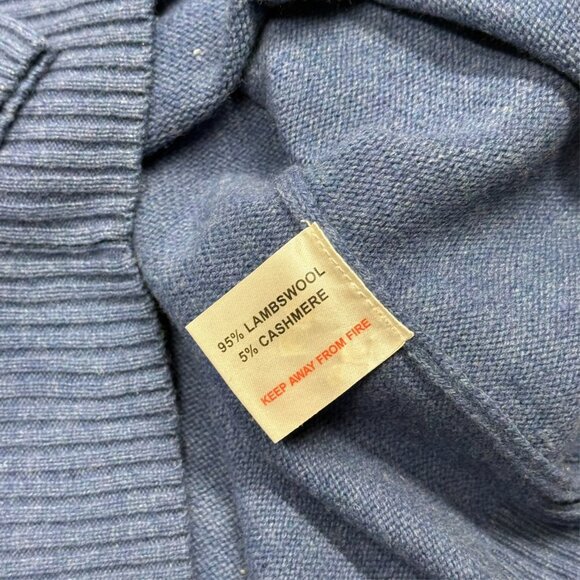 95% LAMBSWOOL
5% CASHMERE
KEEP AWAY FROM FIRE